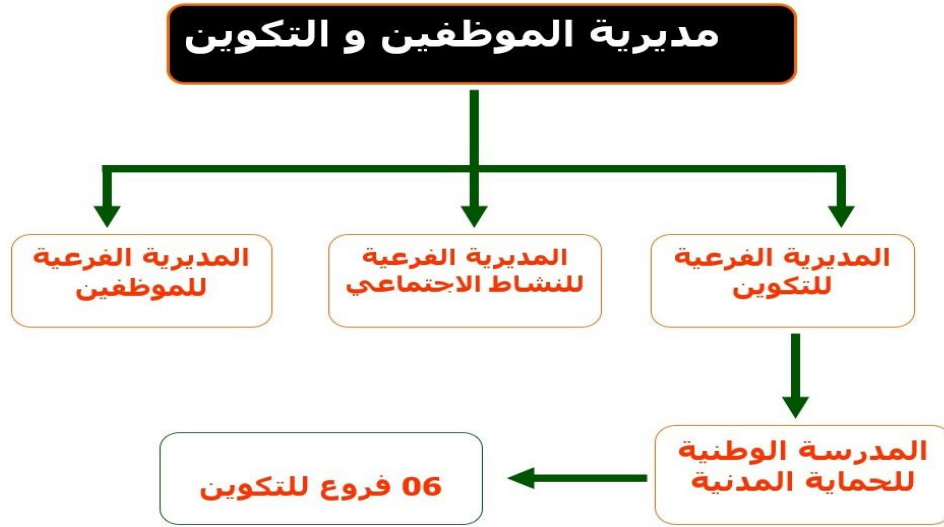 مديرية الموظفين و التكوين
المديرية الفرعية
للتكوين
المديرية الفرعية
للنشاط الاجتماعي
المديرية الفرعية
للموظفين
المدرسة الوطنية
للحماية المدنية
06 فروع للتكوين